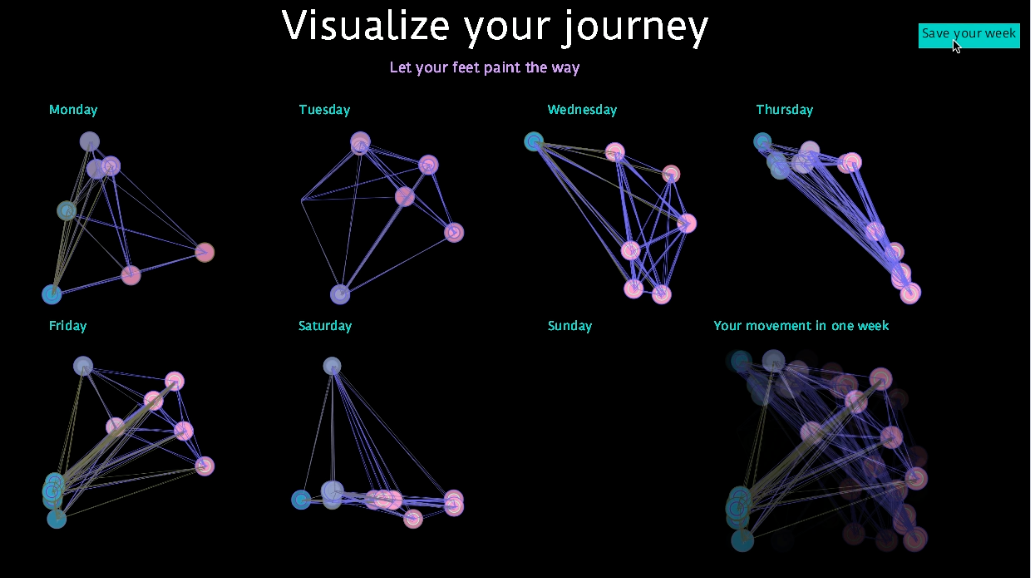 Visualize your journey
Save your week
Let your feet paint the way
Monday
Tuesday
Wednesday
Thursday
Friday
Saturday
Sunday
Your movement in one week